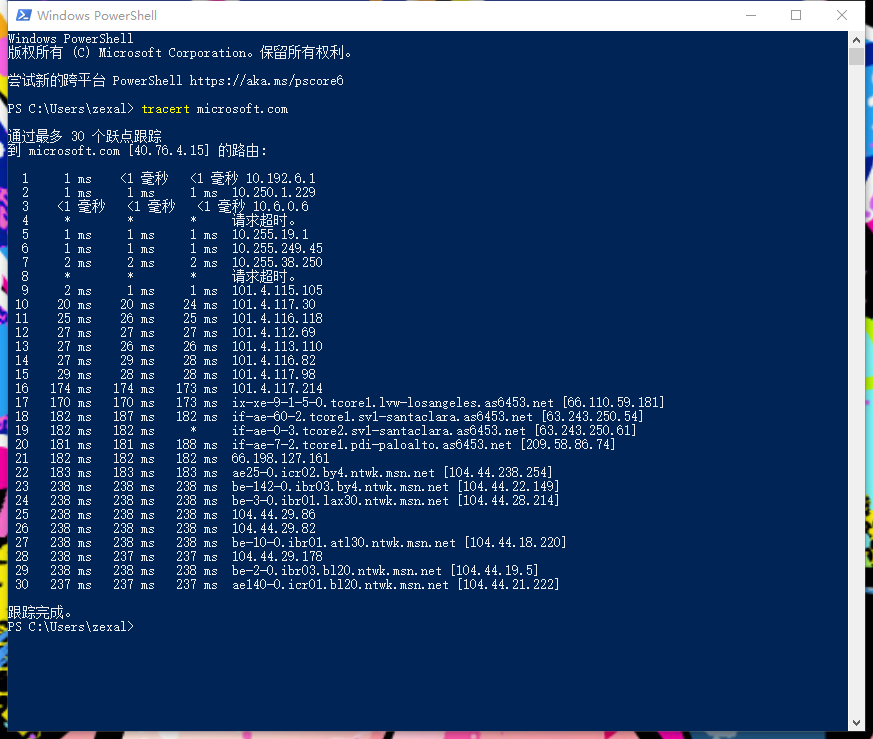 Windows PowerShell
Windows PowerShell
版权所有 (C) Microsoft Corporation。保留所有权利。
尝试新的跨平台 PowerShell https://aka.ms/pscore6
PS C:\Users\zexal> tracert microsoft.com
通过最多 30 个跃点跟踪
到 microsoft.com [40.76.4.15] 的路由:
1 1 ms <1 毫秒 <1 毫秒 10.192.6.1
2 1 ms 1 ms 1 ms 10.250.1.229
3 <1 毫秒 <1 毫秒 <1 毫秒 10.6.0.6
4 * * * 请求超时。
5 1 ms 1 ms 1 ms 10.255.19.1
6 1 ms 1 ms 1 ms 10.255.249.45
7 2 ms 2 ms 2 ms 10.255.38.250
8 * * * 请求超时。
9 2 ms 1 ms 1 ms 101.4.115.105
10 20 ms 20 ms 24 ms 101.4.117.30
11 25 ms 26 ms 25 ms 101.4.116.118
12 27 ms 27 ms 27 ms 101.4.112.69
13 27 ms 26 ms 26 ms 101.4.113.110
14 27 ms 29 ms 28 ms 101.4.116.82
15 29 ms 28 ms 28 ms 101.4.117.98
16 174 ms 174 ms 173 ms 101.4.117.214
17 170 ms 170 ms 173 ms ix-xe-9-1-5-0.tcore1.lvw-losangeles.as6453.net [66.110.59.181]
18 182 ms 187 ms 182 ms if-ae-60-2.tcore1.sv1-santaclara.as6453.net [63.243.250.54]
19 182 ms 182 ms * if-ae-0-3.tcore2.sv1-santaclara.as6453.net [63.243.250.61]
20 181 ms 181 ms 188 ms if-ae-7-2.tcore1.pdi-paloalto.as6453.net [209.58.86.74]
21 182 ms 182 ms 182 ms 66.198.127.161
22 183 ms 183 ms 183 ms ae25-0.icr02.by4.ntwk.msn.net [104.44.238.254]
23 238 ms 238 ms 238 ms be-142-0.ibr03.by4.ntwk.msn.net [104.44.22.149]
24 238 ms 238 ms 238 ms be-3-0.ibr01.lax30.ntwk.msn.net [104.44.28.214]
25 238 ms 238 ms 238 ms 104.44.29.86
26 238 ms 238 ms 238 ms 104.44.29.82
27 238 ms 238 ms 238 ms be-10-0.ibr01.atl30.ntwk.msn.net [104.44.18.220]
28 238 ms 237 ms 237 ms 104.44.29.178
29 238 ms 238 ms 238 ms be-2-0.ibr03.bl20.ntwk.msn.net [104.44.19.5]
30 237 ms 237 ms 237 ms ae140-0.icr01.bl20.ntwk.msn.net [104.44.21.222]
跟踪完成。
PS C:\Users\zexal>